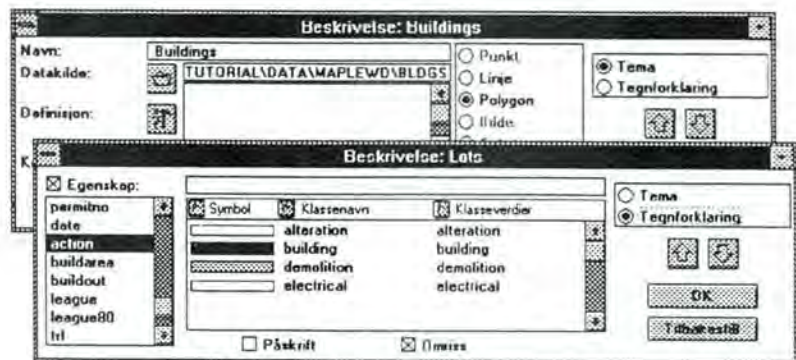 Beskrivelse: Buildings
Navn:
Buildings
Datakilde:
TUTORIAL\DATA\MAPLEWD\BLDGS
Definisjon:
Punkt
Linje
Polygon
Bilde
Tema
Tegnforklaring
K
Beskrivelse: Lots
Egenskap:
permitno
date
action
buildarea
buildout
league
league80
Symbol Klassenavn Klasseverdier
alteration alteration
building building
demolition demolition
electrical electrical
Påskrift
Omriss
Tema
Tegnforklaring
OK
Tilbakestill